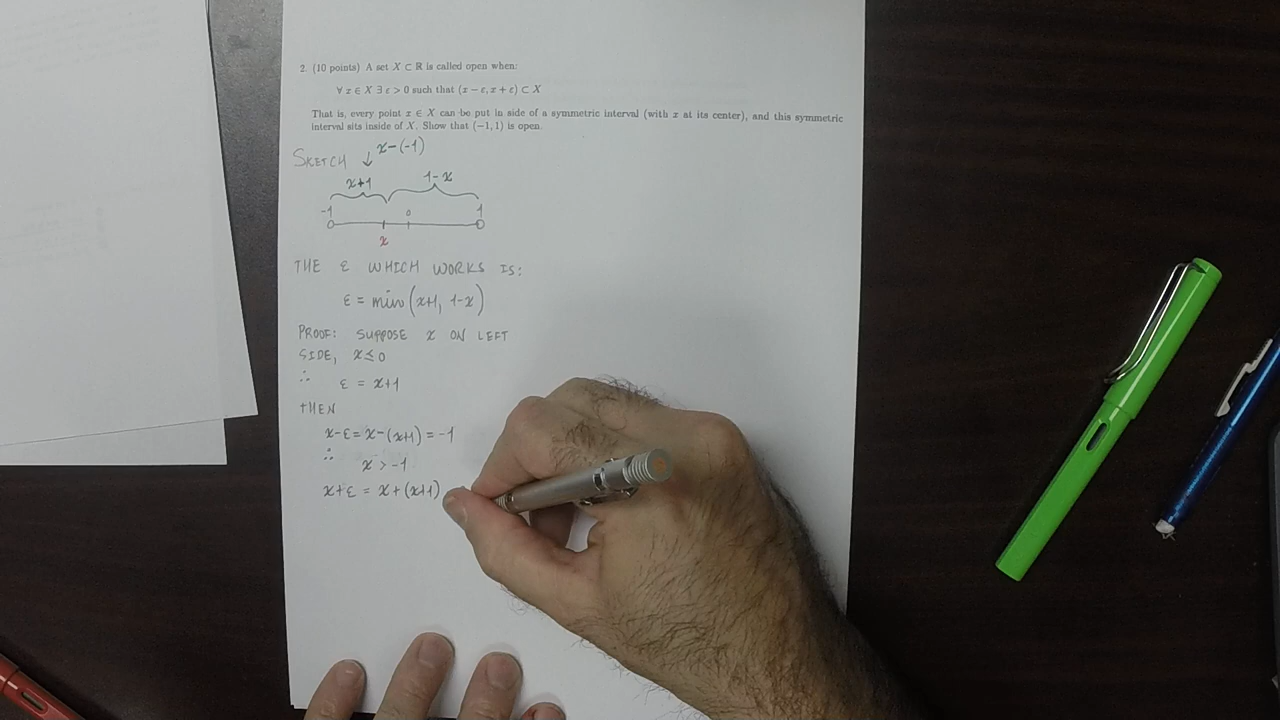 2. (10 points) A set X ⊂ ℝ is called open when:
∀ x ∈ X ∃ ε > 0 such that (x − ε, x + ε) ⊂ X
That is, every point x ∈ X can be put in side of a symmetric interval (with x at its center), and this symmetric
interval sits inside of X. Show that (−1, 1) is open.
SKETCH ↓ x-(-1)
x+1 1-x
-1 0 1
x
THE ε WHICH WORKS IS:
ε = min(x+1, 1-x)
PROOF: SUPPOSE x ON LEFT
SIDE, x≤0
∴ ε = x+1
THEN
x-ε = x-(x+1) = -1
∴ x > -1
x+ε = x+(x+1)